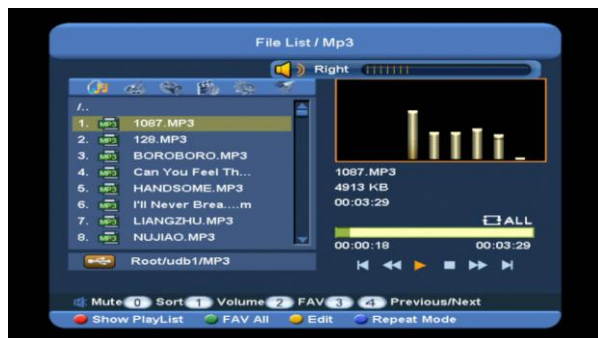 File List / Mp3
Right
/..
1. MP3 1087.MP3
2. MP3 128.MP3
3. MP3 BOROBORO.MP3
4. MP3 Can You Feel Th...
5. MP3 HANDSOME.MP3
6. MP3 I'll Never Brea....m
7. MP3 LIANGZHU.MP3
8. MP3 NUJIAO.MP3
Root/udb1/MP3
1087.MP3
4913 KB
00:03:29
ALL
00:00:18 00:03:29
Mute 0 Sort 1 Volume 2 FAV 3 4 Previous/Next
Show PlayList FAV All Edit Repeat Mode